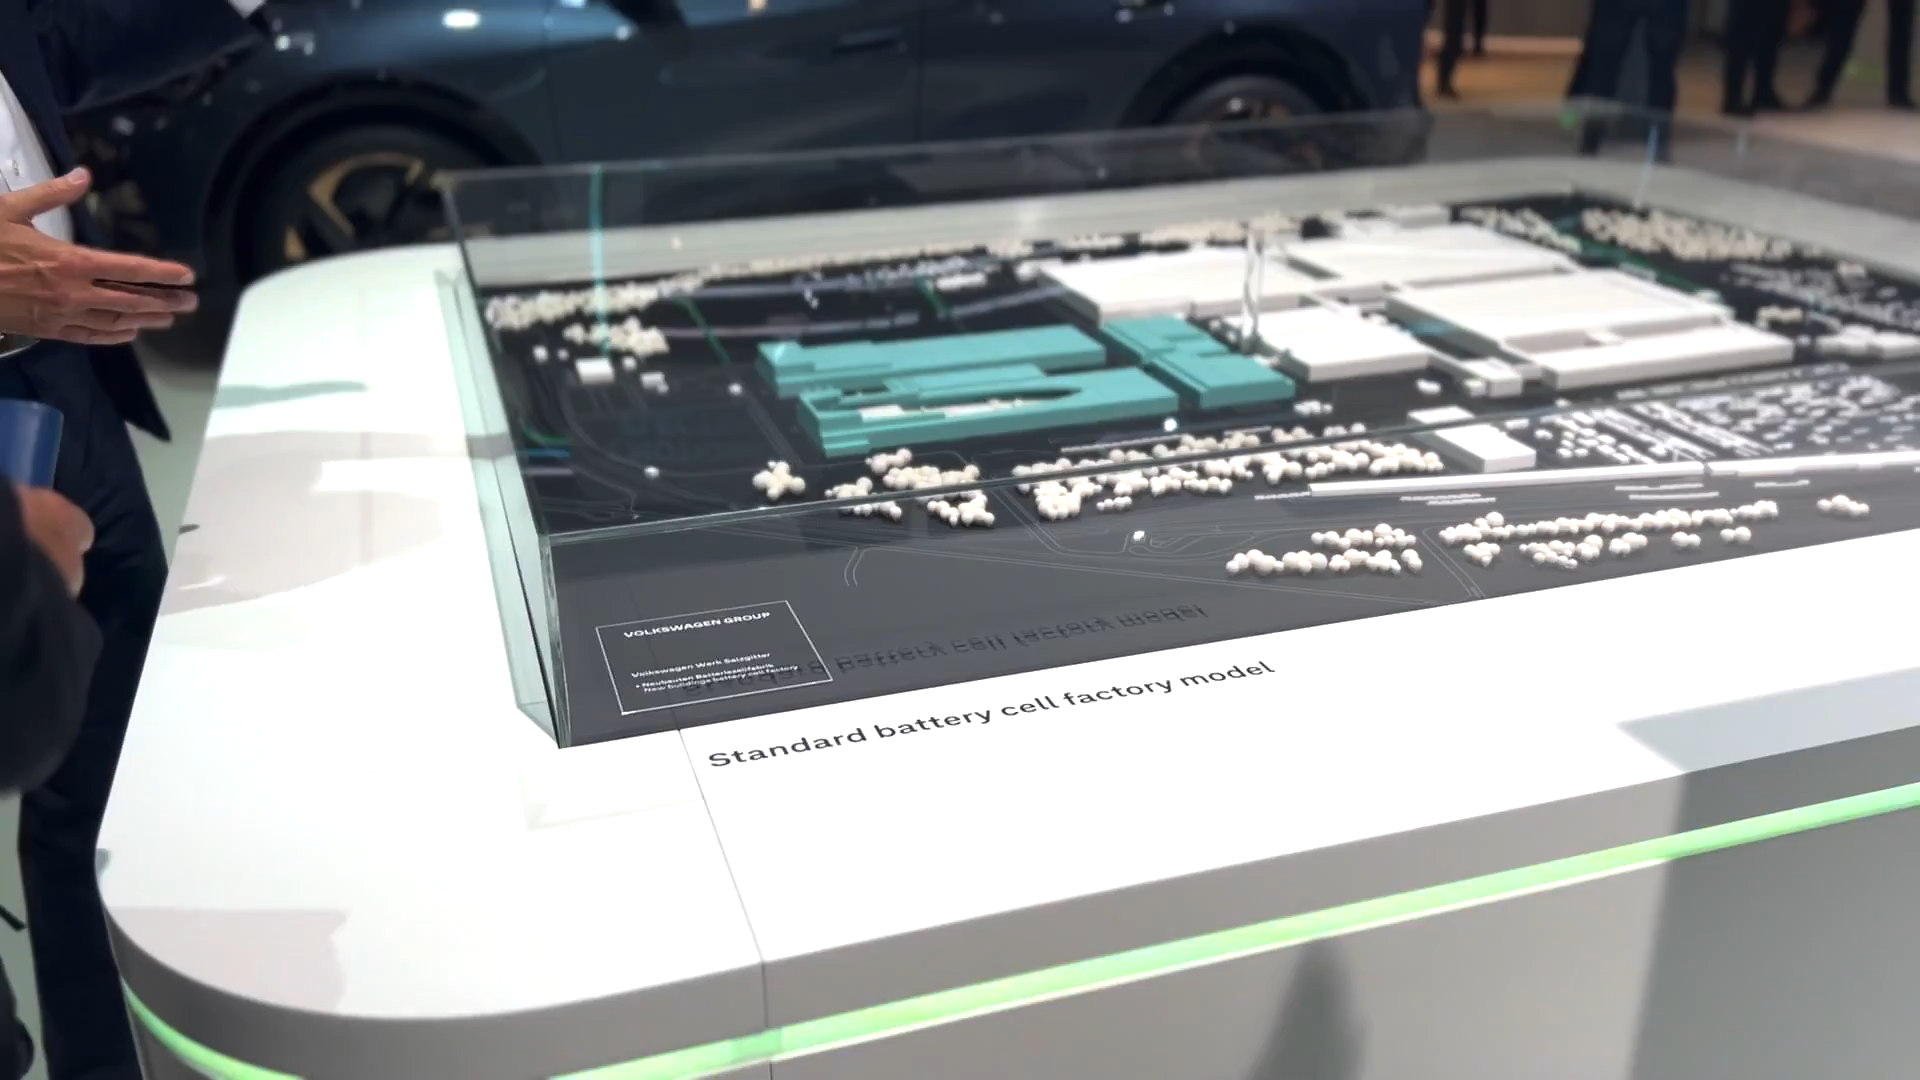 VOLKSWAGEN GROUP
Volkswagen Werk Salzgitter
• Neubauten Batteriezellfabrik
New buildings battery cell factory
Standard battery cell factory model